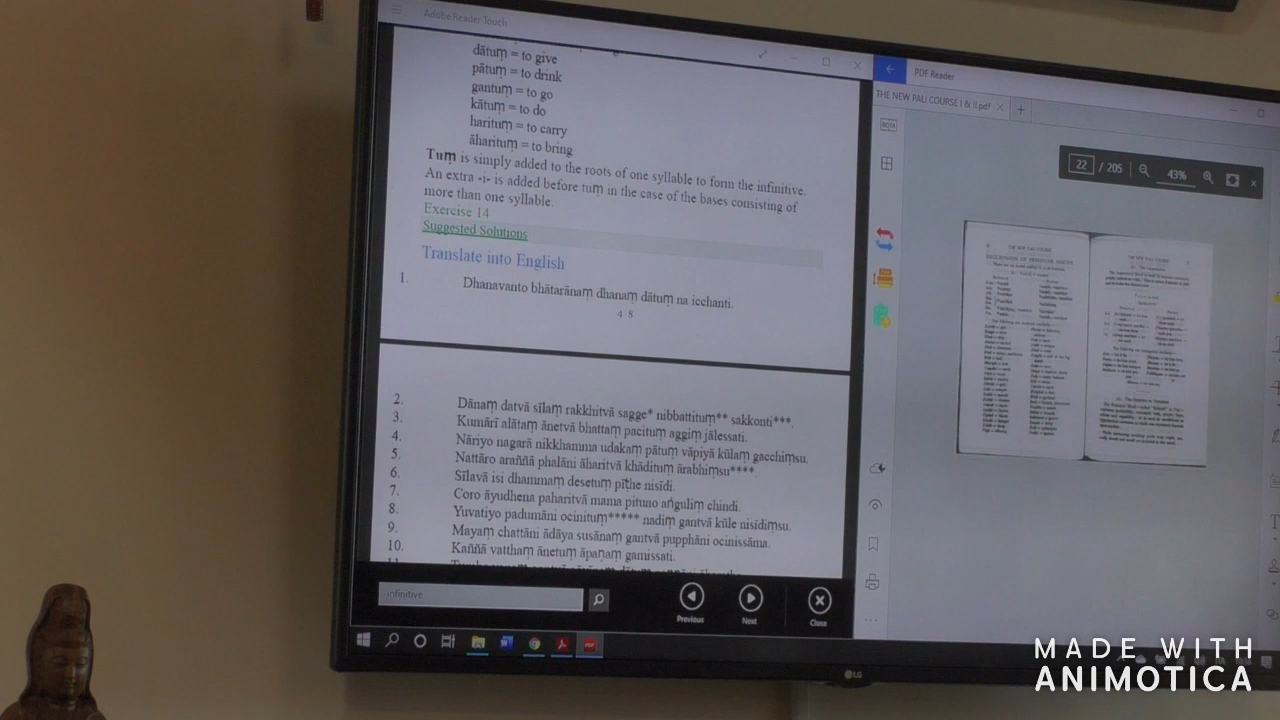 Adobe Reader Touch
dātuṃ = to give
pātuṃ = to drink
gantuṃ = to go
kātuṃ = to do
harituṃ = to carry
āharituṃ = to bring
Tuṃ is simply added to the roots of one syllable to form the infinitive.
An extra -i- is added before tuṃ in the case of the bases consisting of
more than one syllable.
Exercise 14
Suggested Solutions
Translate into English
1. Dhanavanto bhātarānaṃ dhanaṃ dātuṃ na icchanti.
48
2. Dānaṃ datvā sīlaṃ rakkhitvā sagge* nibbattituṃ** sakkonti***.
3. Kumārī alātaṃ ānetvā bhattaṃ pacituṃ aggiṃ jālessati.
4. Nāriyo nagarā nikkhamma udakaṃ pātuṃ vāpiyā kūlaṃ gacchiṃsu.
5. Nattāro araññā phalāni āharitvā khādituṃ ārabhiṃsu****.
6. Sīlavā isi dhammaṃ desetuṃ pīṭhe nisīdi.
7. Coro āyudhena paharitvā mama pituno aṅguliṃ chindi.
8. Yuvatiyo padumāni ocinituṃ***** nadiṃ gantvā kūle nisīdiṃsu.
9. Mayaṃ chattāni ādāya susānaṃ gantvā pupphāni ocinissāma.
10. Kaññā vatthaṃ ānetuṃ āpaṇaṃ gamissati.
infinitive
Previous
Next
Close
PDF Reader
THE NEW PALI COURSE I & II.pdf
22 / 205
43%
LG
MADE WITH
ANIMOTICA